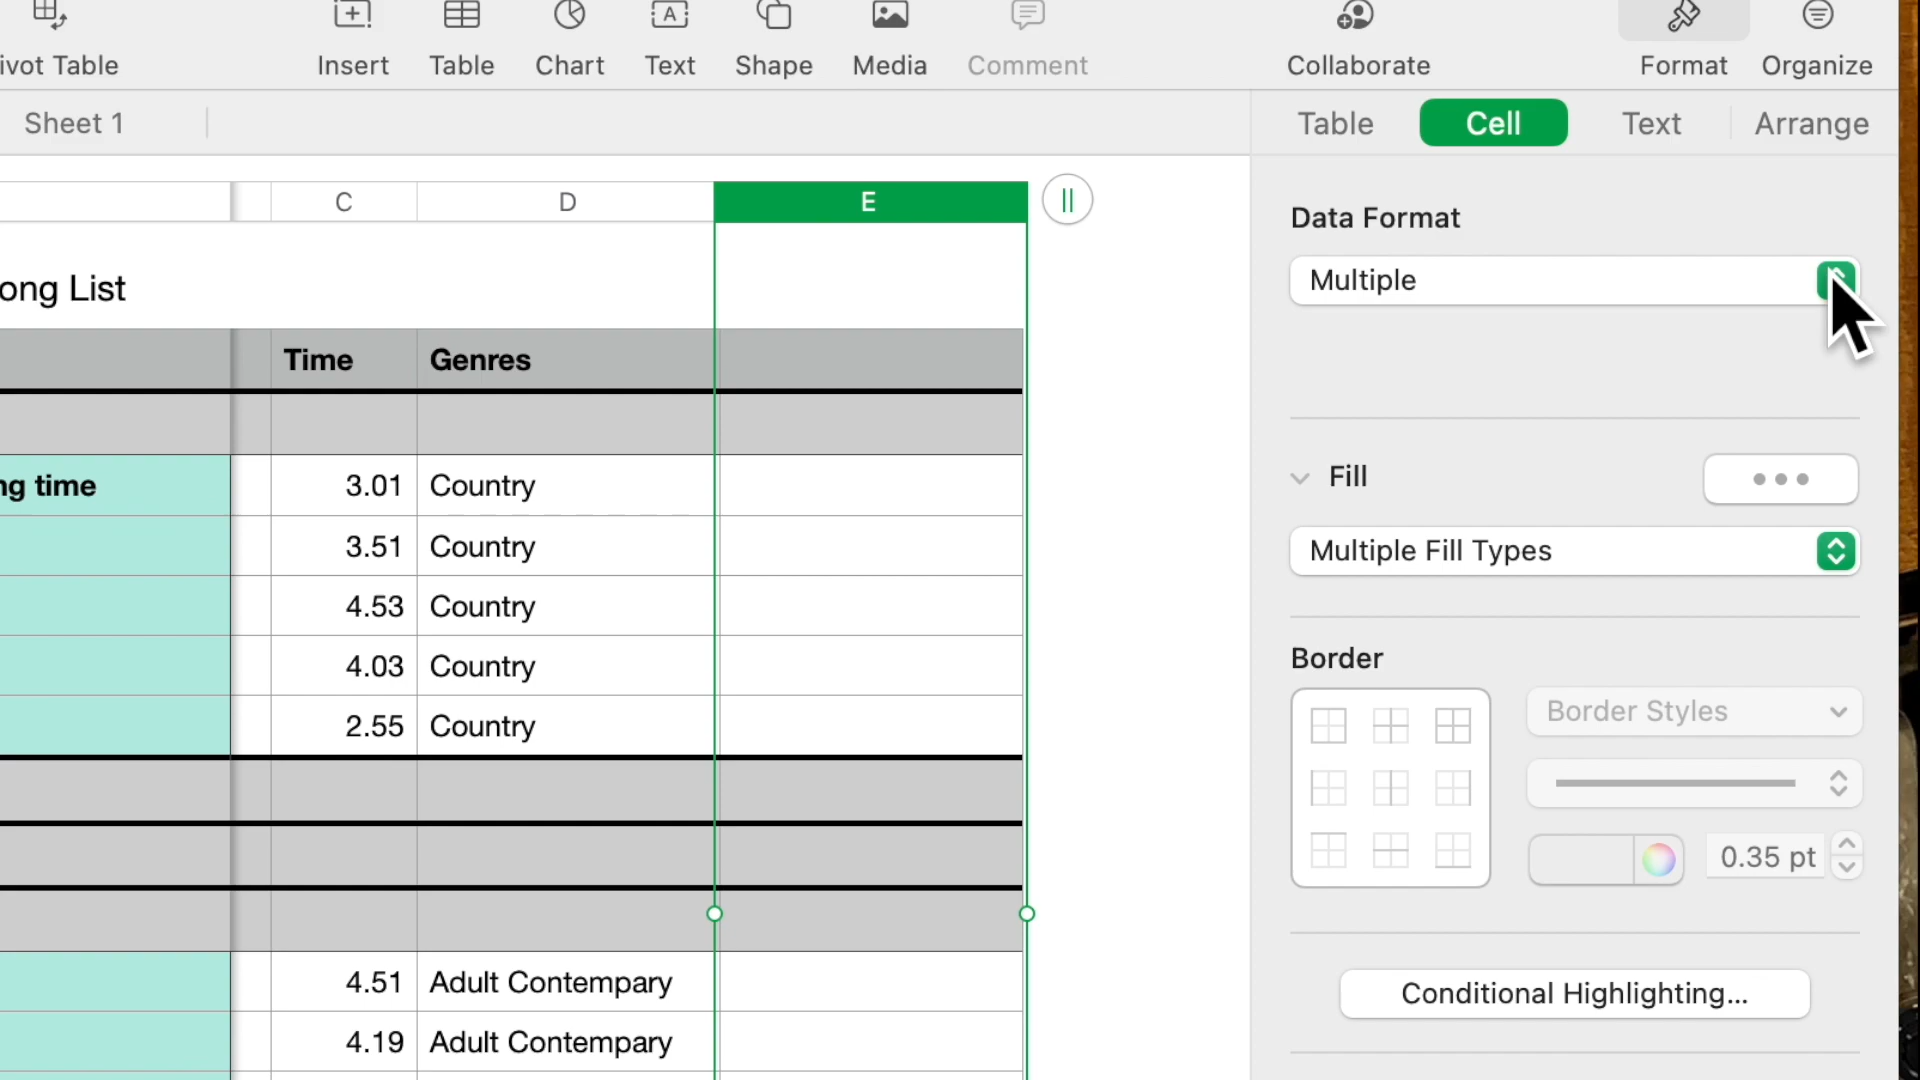 ivot Table
Insert
Table
Chart
Text
Shape
Media
Comment
Collaborate
Format
Organize
Sheet 1
Table
Cell
Text
Arrange
C
D
E
Data Format
Multiple
ong List
Time
Genres
ng time
3.01
Country
3.51
Country
4.53
Country
4.03
Country
2.55
Country
4.51
Adult Contempary
4.19
Adult Contempary
Fill
Multiple Fill Types
Border
Border Styles
0.35 pt
Conditional Highlighting...